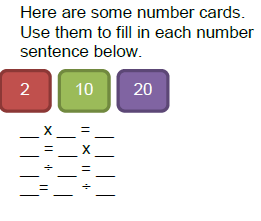 Here are some number cards.
Use them to fill in each number
sentence below.
2 10 20
__ x __ = __
__ = __ x __
__ ÷ __ = __
__ = __ ÷ __